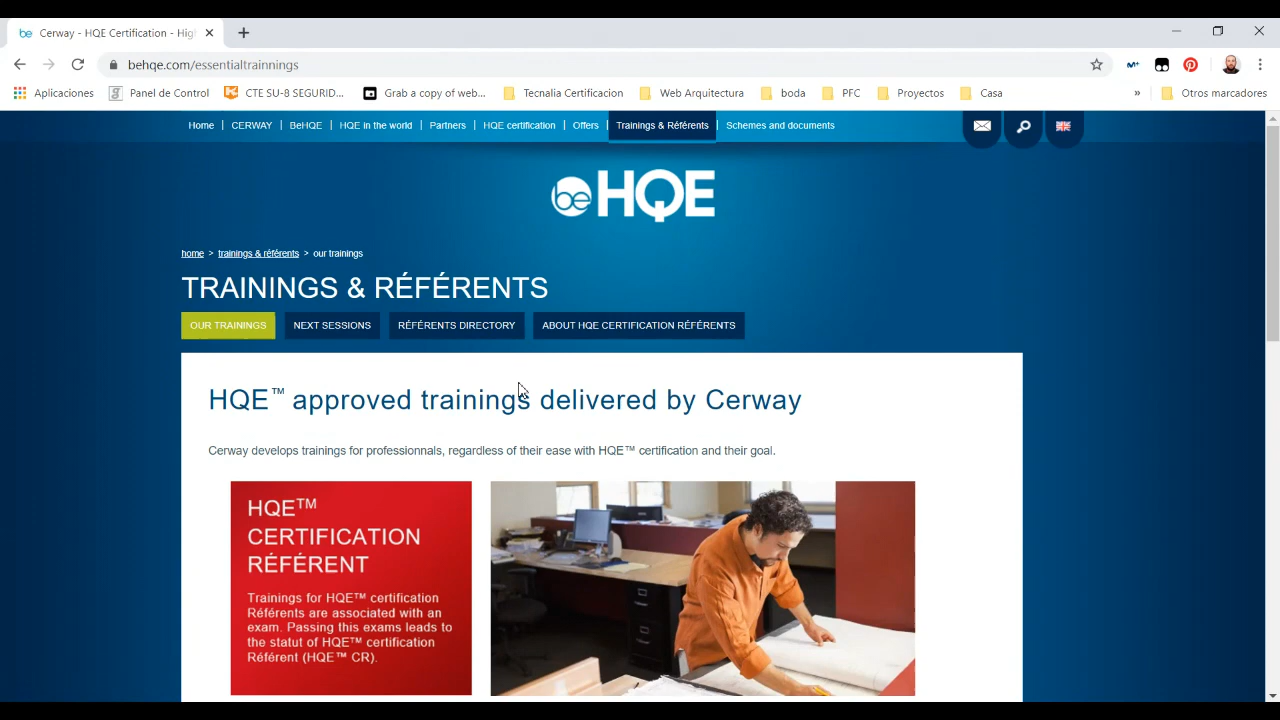 be Cerway - HQE Certification - Hig
behqe.com/essentialtrainnings
Aplicaciones Panel de Control CTE SU-8 SEGURID... Grab a copy of web... Tecnalia Certificacion Web Arquitectura boda PFC Proyectos Casa » Otros marcadores
Home | CERWAY | BeHQE | HQE in the world | Partners | HQE certification | Offers | Trainings & Référents | Schemes and documents
be HQE
home > trainings & référents > our trainings
TRAININGS & RÉFÉRENTS
OUR TRAININGS NEXT SESSIONS RÉFÉRENTS DIRECTORY ABOUT HQE CERTIFICATION RÉFÉRENTS
HQE™ approved trainings delivered by Cerway
Cerway develops trainings for professionnals, regardless of their ease with HQE™ certification and their goal.
HQE™
CERTIFICATION
RÉFÉRENT
Trainings for HQE™ certification
Référents are associated with an
exam. Passing this exams leads to
the statut of HQE™ certification
Référent (HQE™ CR).